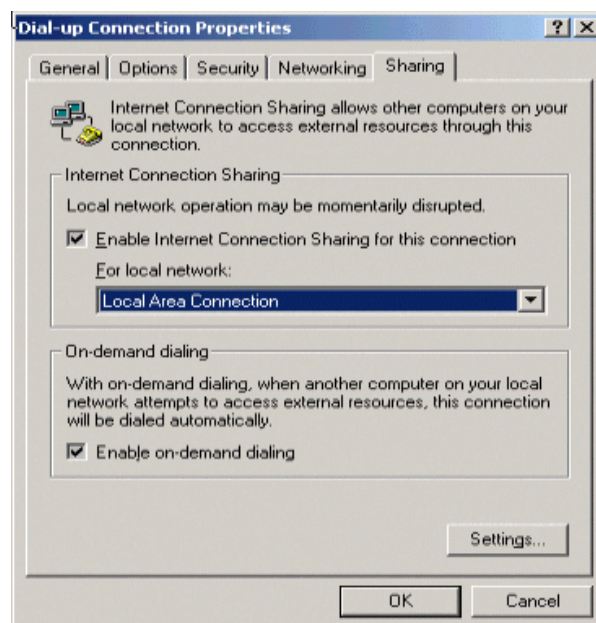 Dial-up Connection Properties
General Options Security Networking Sharing
Internet Connection Sharing allows other computers on your
local network to access external resources through this
connection.
Internet Connection Sharing
Local network operation may be momentarily disrupted.
Enable Internet Connection Sharing for this connection
For local network:
Local Area Connection
On-demand dialing
With on-demand dialing, when another computer on your local
network attempts to access external resources, this connection
will be dialed automatically.
Enable on-demand dialing
Settings...
OK Cancel